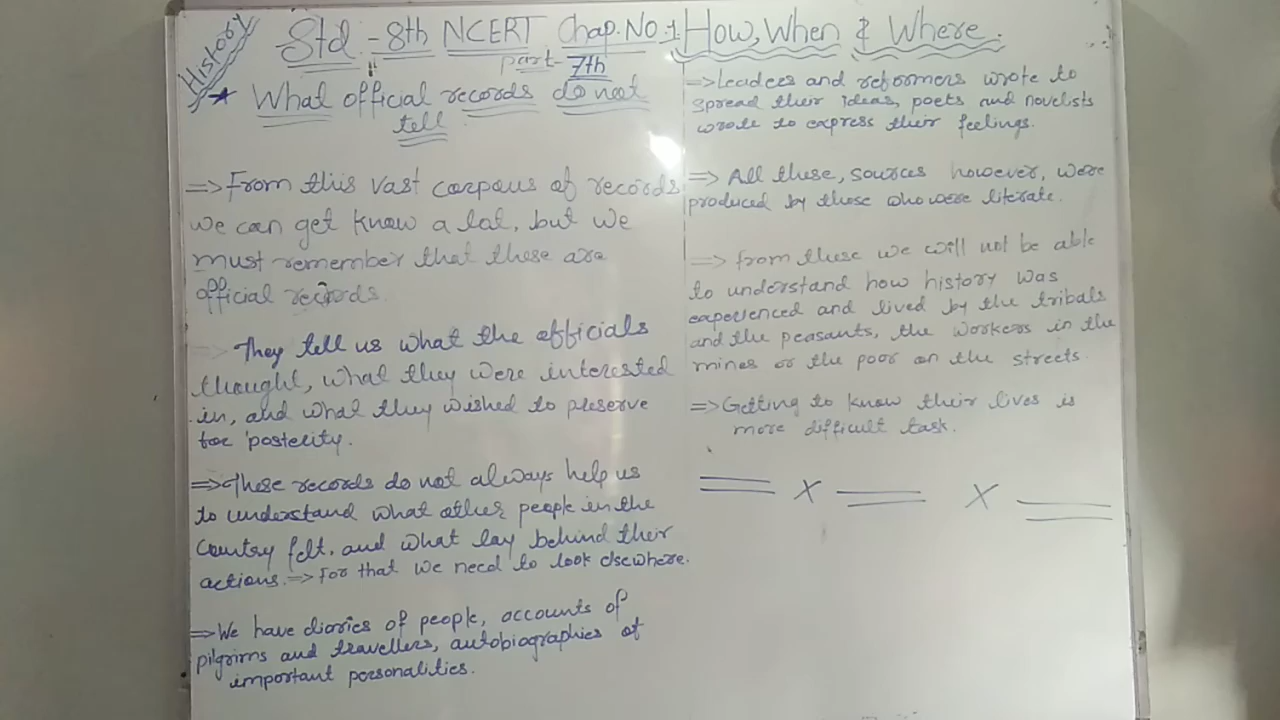 History
Std - 8th NCERT Chap. No. 1 How, When & Where.
part - 7th
* What official records do not
tell
=> From this vast corpous of records
we can get know a lot, but we
must remember that these are
official records.
=> They tell us what the officials
thought, what they were interested
in, and what they wished to preserve
for posterity.
=> These records do not always help us
to understand what other people in the
country felt, and what lay behind their
actions. => For that we need to look elsewhere.
=> We have diaries of people, accounts of
pilgrims and travellers, autobiographies of
important personalities.
=> Leaders and reformers wrote to
spread their ideas, poets and novelists
wrote to express their feelings.
=> All these, sources however, were
produced by those who were literate.
=> from these we will not be able
to understand how history was
experienced and lived by the tribals
and the peasants, the workers in the
mines or the poor on the streets.
=> Getting to know their lives is
more difficult task.
== X == X ==